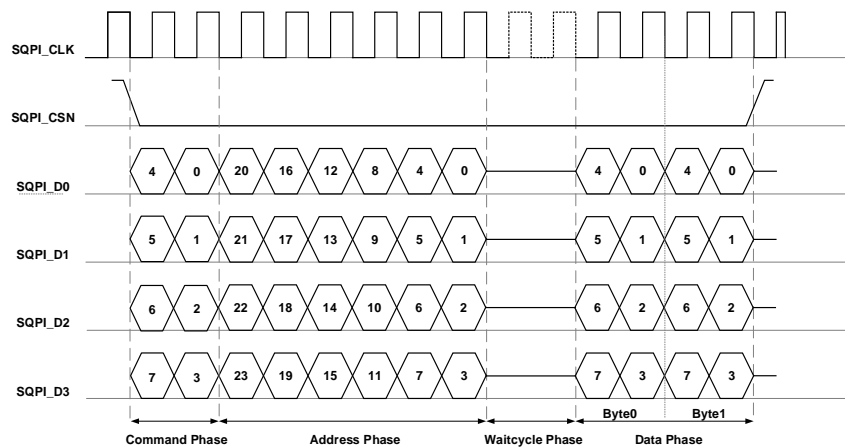 SQPI_CLK
SQPI_CSN
SQPI_D0 4 0 20 16 12 8 4 0 4 0 4 0
SQPI_D1 5 1 21 17 13 9 5 1 5 1 5 1
SQPI_D2 6 2 22 18 14 10 6 2 6 2 6 2
SQPI_D3 7 3 23 19 15 11 7 3 7 3 7 3
Byte0 Byte1
Command Phase Address Phase Waitcycle Phase Data Phase